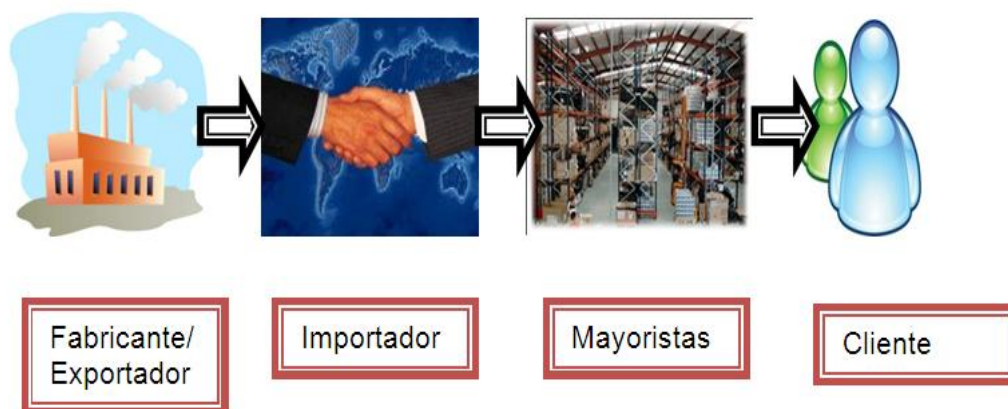 Fabricante/
Exportador
Importador
Mayoristas
Cliente